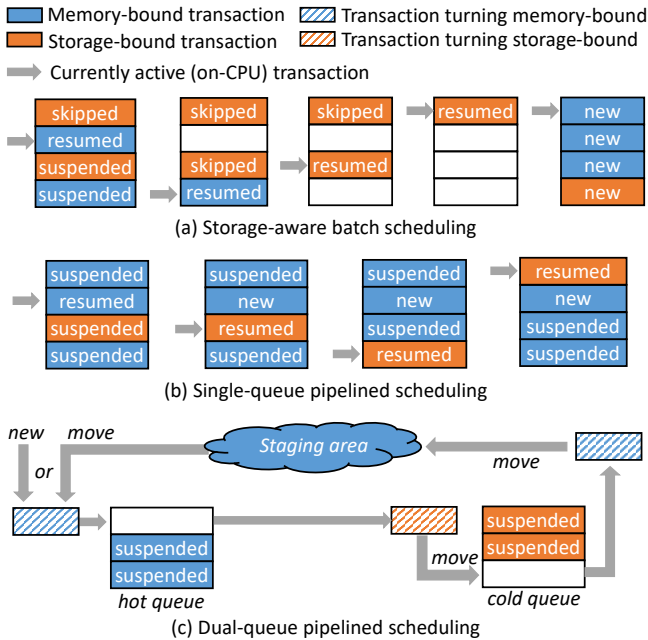 Memory-bound transaction
Transaction turning memory-bound
Storage-bound transaction
Transaction turning storage-bound
Currently active (on-CPU) transaction
skipped
resumed
suspended
suspended
skipped
skipped
resumed
skipped
resumed
resumed
new
new
new
new
(a) Storage-aware batch scheduling
suspended
resumed
suspended
suspended
suspended
new
resumed
suspended
suspended
new
suspended
resumed
resumed
new
suspended
suspended
(b) Single-queue pipelined scheduling
new
or
move
Staging area
move
suspended
suspended
hot queue
move
suspended
suspended
cold queue
(c) Dual-queue pipelined scheduling